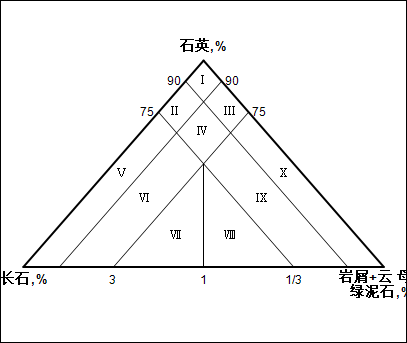 石英,%
90 Ⅰ 90
75 Ⅱ Ⅲ 75
Ⅳ
Ⅴ Ⅹ
Ⅵ Ⅸ
Ⅶ Ⅷ
长石,% 3 1 1/3 岩屑+云 母
绿泥石,%